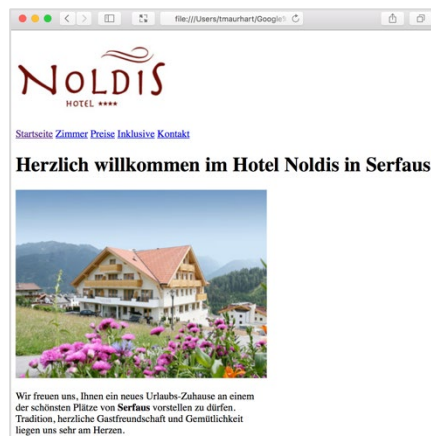 file:///Users/tmaurhart/Google
NOLDIS
HOTEL ****
Startseite Zimmer Preise Inklusive Kontakt
Herzlich willkommen im Hotel Noldis in Serfaus
Wir freuen uns, Ihnen ein neues Urlaubs-Zuhause an einem
der schönsten Plätze von Serfaus vorstellen zu dürfen.
Tradition, herzliche Gastfreundschaft und Gemütlichkeit
liegen uns sehr am Herzen.